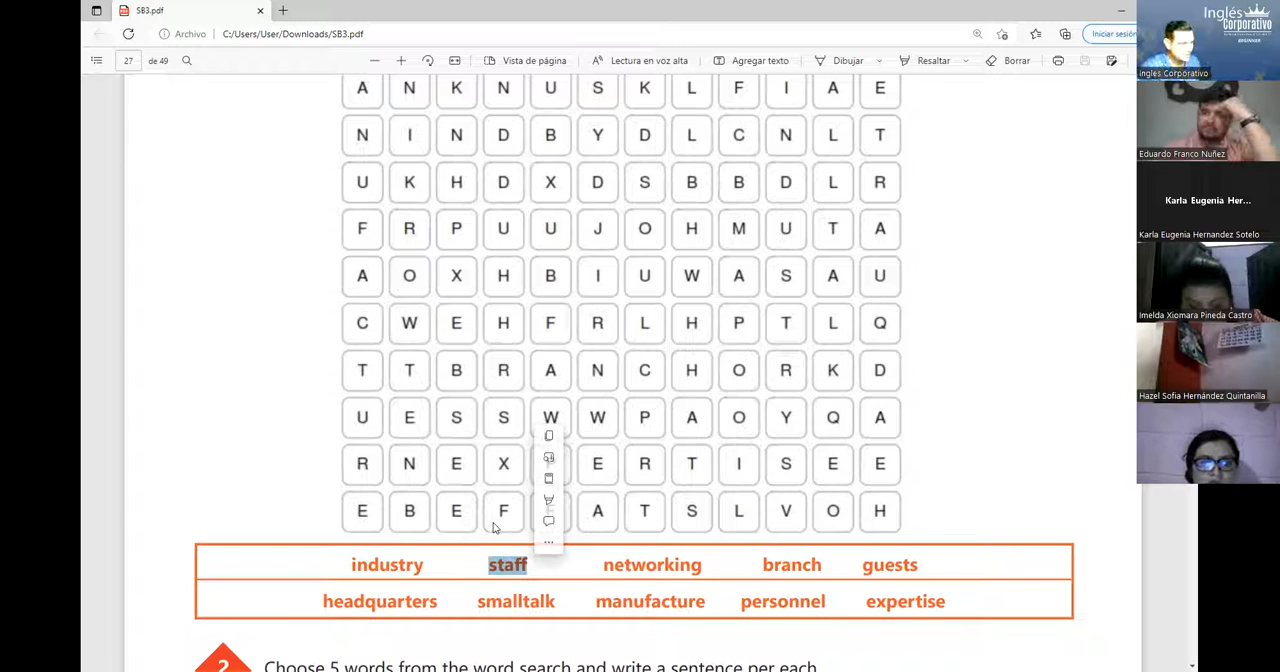 SB3.pdf
Archivo C:/Users/User/Downloads/SB3.pdf Iniciar sesión
27 de 49 Vista de página Lectura en voz alta Agregar texto Dibujar Resaltar Borrar
A N K N U S K L F I A E
N I N D B Y D L C N L T
U K H D X D S B B D L R
F R P U U J O H M U T A
A O X H B I U W A S A U
C W E H F R L H P T L Q
T T B R A N C H O R K D
U E S S W W P A O Y Q A
R N E X E R T I S E E
E B E F A T S L V O H
industry staff networking branch guests
headquarters smalltalk manufacture personnel expertise
2 Choose 5 words from the word search and write a sentence per each
Inglés
Corporativo
BEGINNER
Inglés Corporativo
Eduardo Franco Nuñez
Karla Eugenia Her...
Karla Eugenia Hernandez Sotelo
Imelda Xiomara Pineda Castro
Hazel Sofia Hernández Quintanilla